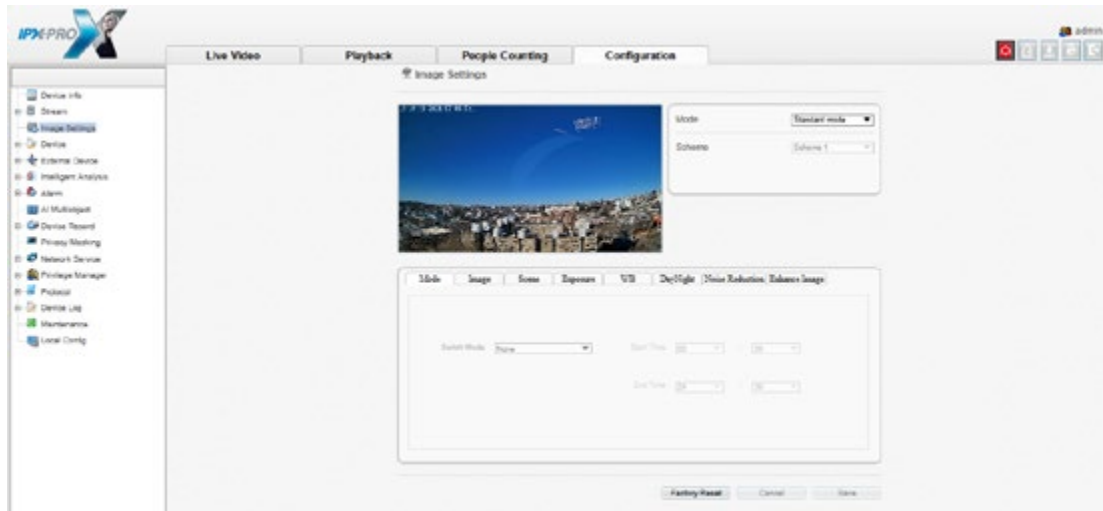 IPX-PRO
admin
Live Video
Playback
People Counting
Configuration
Image Settings
Device Info
Stream
Image Settings
Device
External Device
Intelligent Analysis
Alarm
AI Multiobject
Device Record
Privacy Masking
Network Service
Privilege Manager
Protocol
Device Log
Maintenance
Local Config
Mode
Standard mode
Scheme
Scheme 1
Mode
Image
Scene
Exposure
WB
Day/Night
Noise Reduction
Enhance Image
Switch Mode
None
Start Time
End Time
Factory Reset
Cancel
Save